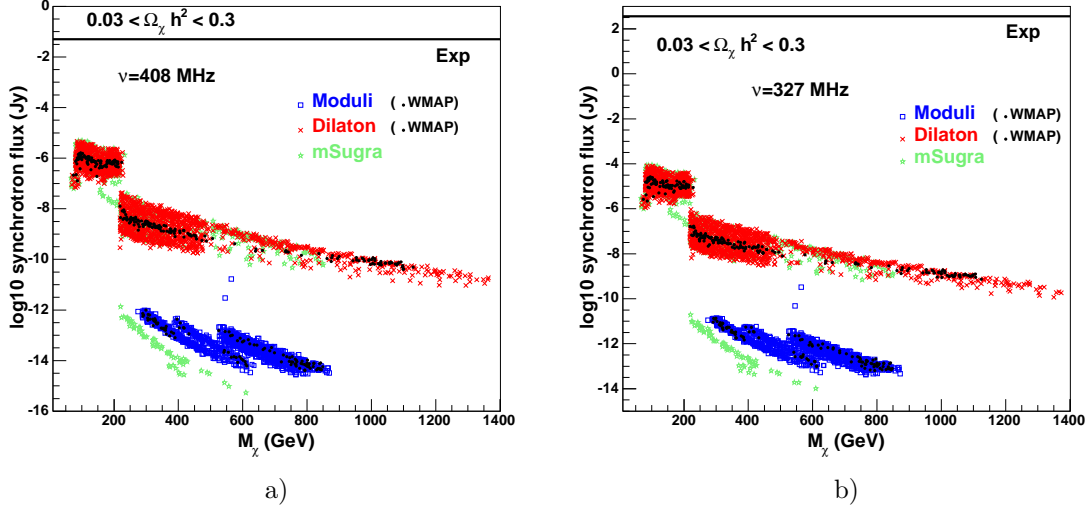 0.03 < Ωχ h² < 0.3
Exp
ν=408 MHz
Moduli ( .WMAP)
Dilaton ( .WMAP)
mSugra
log10 synchrotron flux (Jy)
0
-2
-4
-6
-8
-10
-12
-14
-16
200 400 600 800 1000 1200 1400
Mχ (GeV)
a)
0.03 < Ωχ h² < 0.3
Exp
ν=327 MHz
Moduli ( .WMAP)
Dilaton ( .WMAP)
mSugra
log10 synchrotron flux (Jy)
2
0
-2
-4
-6
-8
-10
-12
-14
200 400 600 800 1000 1200 1400
Mχ (GeV)
b)